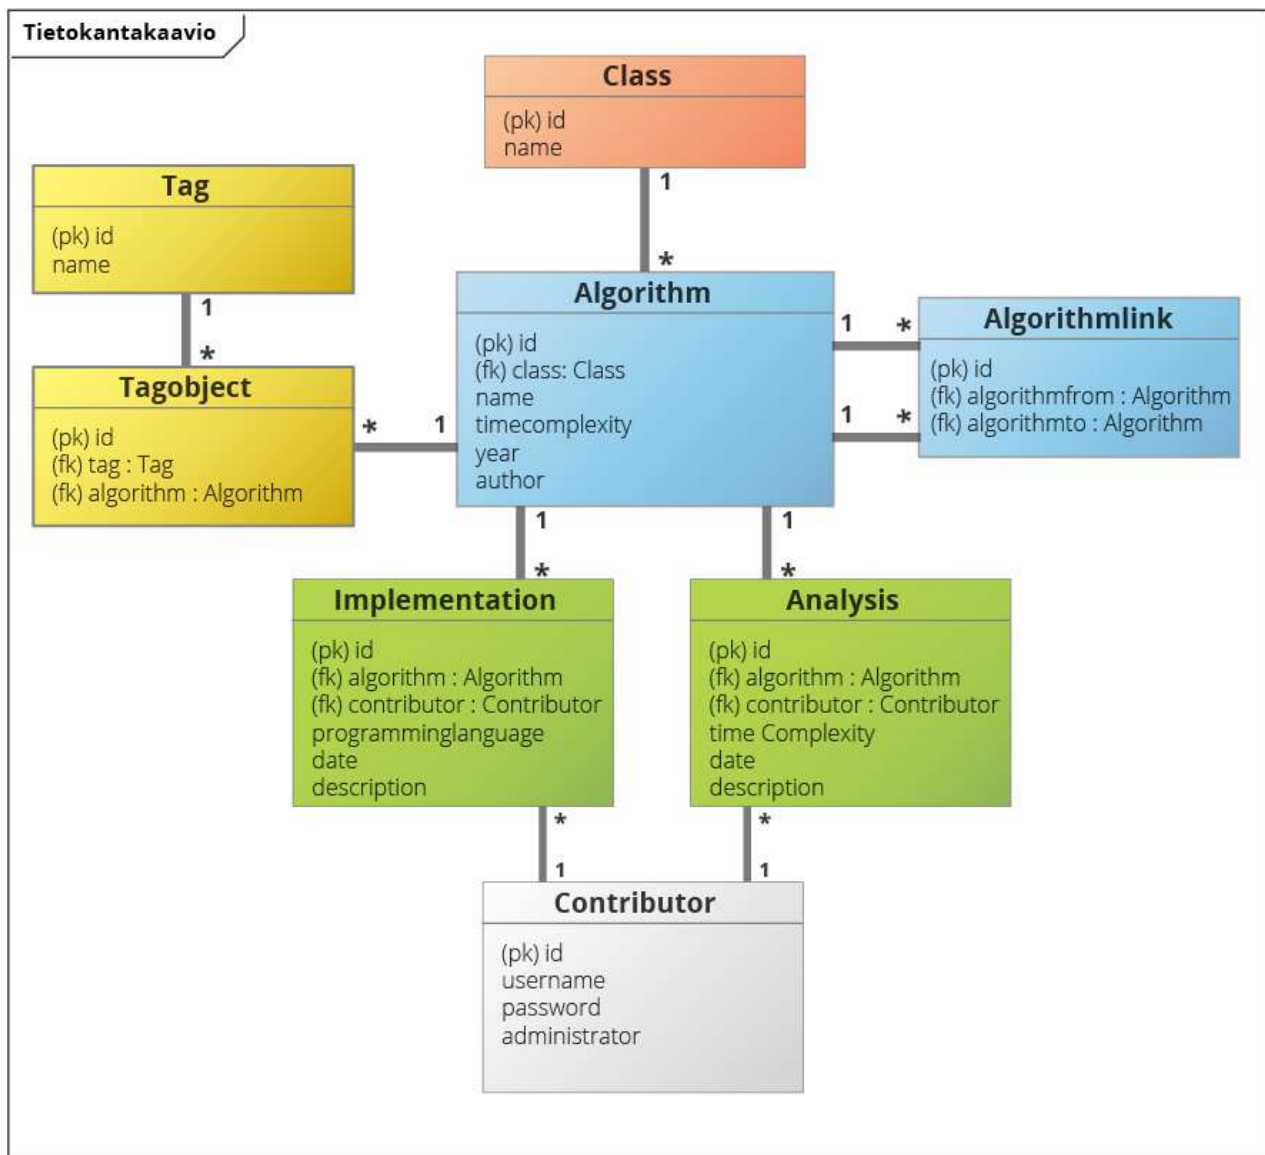 Tietokantakaavio
Class
(pk) id
name
1
*
Tag
(pk) id
name
1
*
Tagobject
(pk) id
(fk) tag : Tag
(fk) algorithm : Algorithm
*
1
Algorithm
(pk) id
(fk) class: Class
name
timecomplexity
year
author
1
*
1
*
Algorithmlink
(pk) id
(fk) algorithmfrom : Algorithm
(fk) algorithmto : Algorithm
1
*
1
*
Implementation
(pk) id
(fk) algorithm : Algorithm
(fk) contributor : Contributor
programminglanguage
date
description
Analysis
(pk) id
(fk) algorithm : Algorithm
(fk) contributor : Contributor
time Complexity
date
description
*
1
*
1
Contributor
(pk) id
username
password
administrator